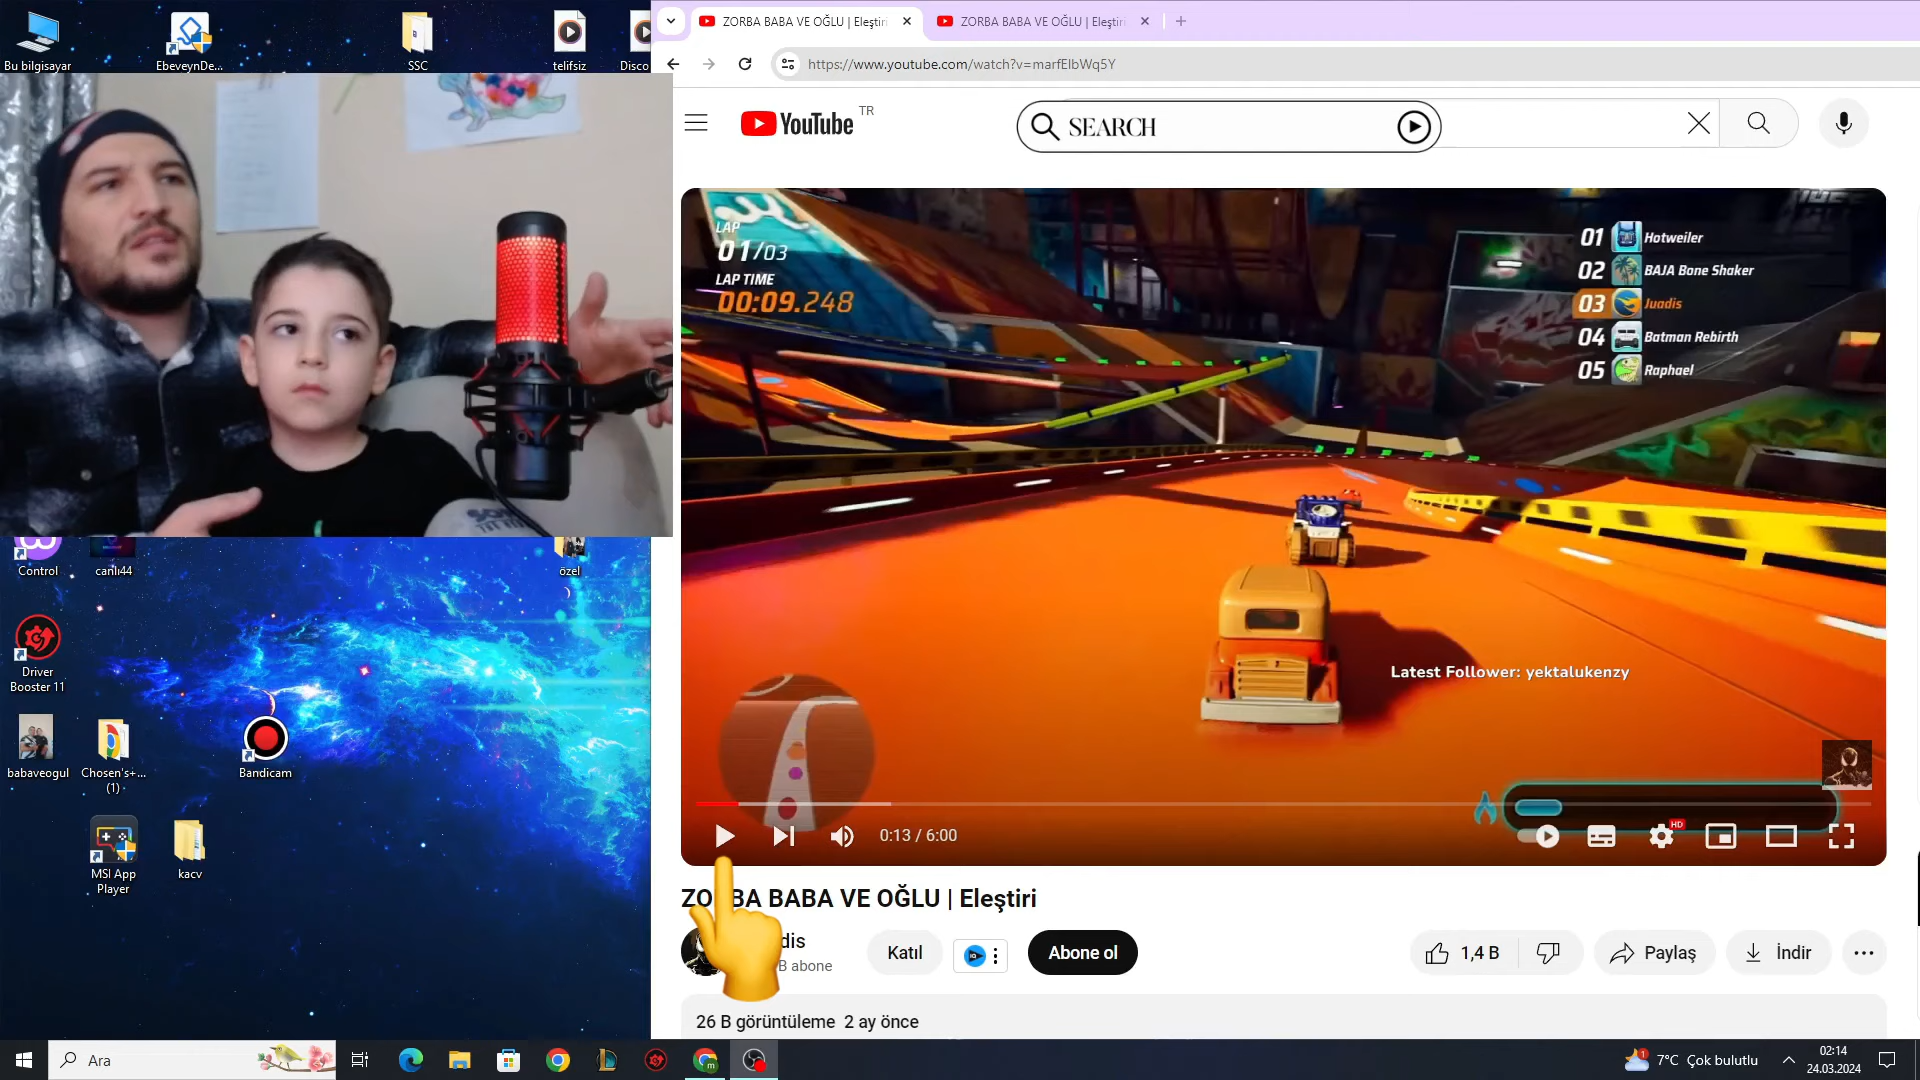 Bu bilgisayar
EbeveynDe...
SSC
telifsiz
Disco
ZORBA BABA VE OĞLU | Eleştiri
ZORBA BABA VE OĞLU | Eleştiri
https://www.youtube.com/watch?v=marfElbWq5Y
YouTube TR
SEARCH
LAP
01/03
LAP TIME
00:09.248
01 Hotweiler
02 BAJA Bone Shaker
03 Juadis
04 Batman Rebirth
05 Raphael
Latest Follower: yektalukenzy
HD
0:13 / 6:00
Control
canlı44
özel
Driver
Booster 11
babaveogul
Chosen's+...
(1)
Bandicam
MSI App
Player
kacv
BABA VE OĞLU | Eleştiri
B abone
Katıl
Abone ol
1,4 B
Paylaş
İndir
26 B görüntüleme 2 ay önce
Ara
7°C Çok bulutlu
02:14
24.03.2024